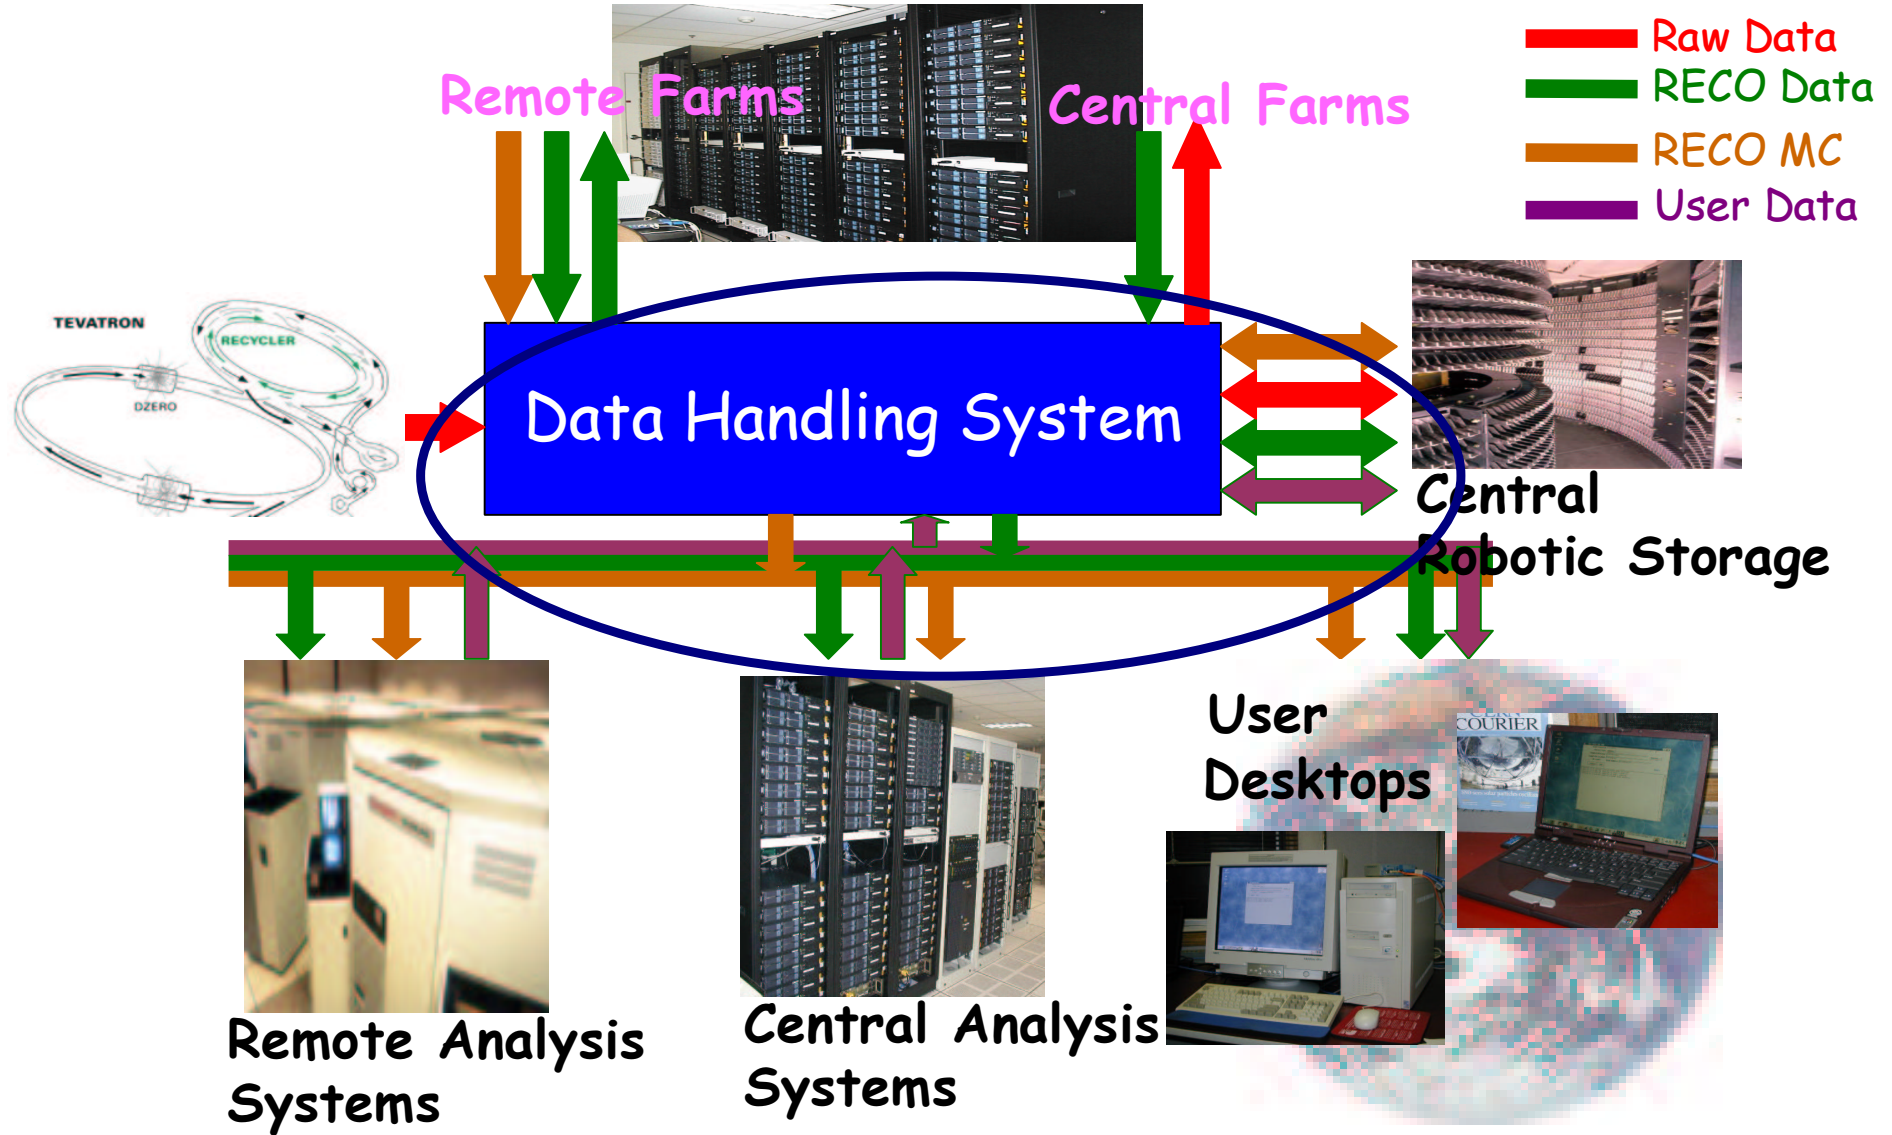 Raw Data
RECO Data
RECO MC
User Data
Remote Farms
Central Farms
TEVATRON
RECYCLER
DZERO
Data Handling System
Central
Robotic Storage
User
Desktops
COURIER
Remote Analysis
Systems
Central Analysis
Systems